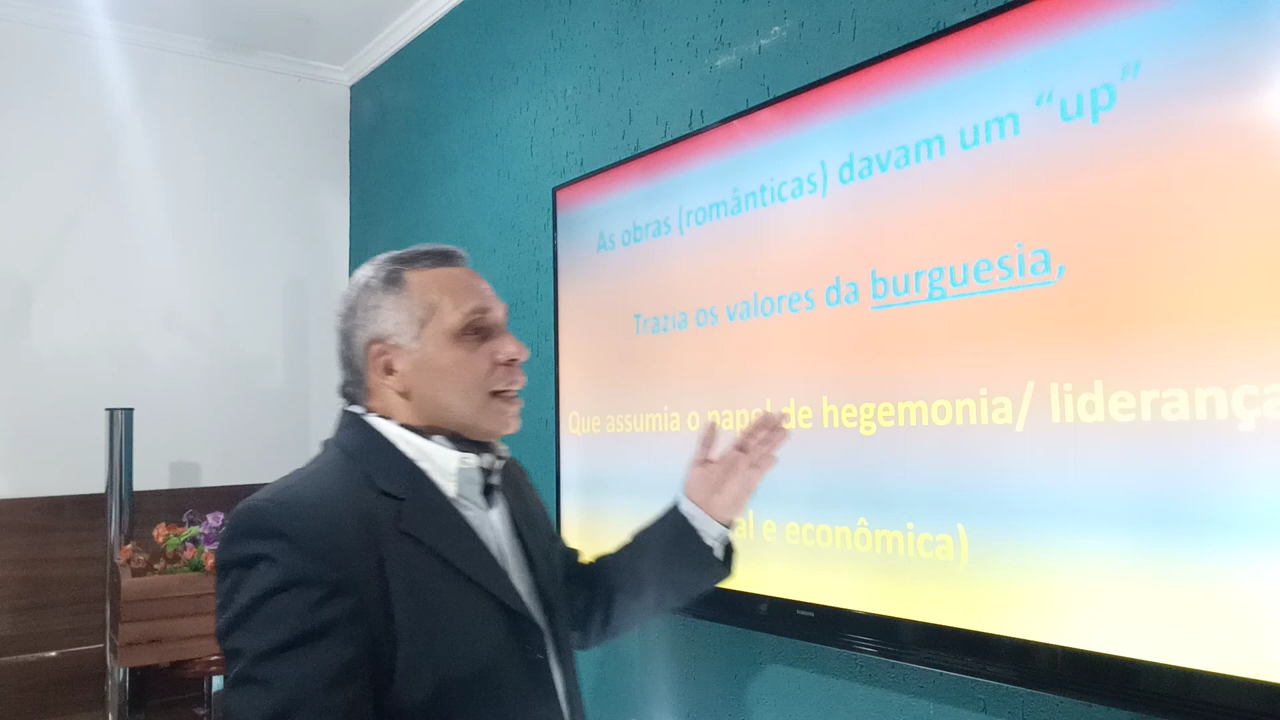 As obras (românticas) davam um “up”
Trazia os valores da burguesia,
Que assumia o papel de hegemonia/ liderança
al e econômica)
SAMSUNG